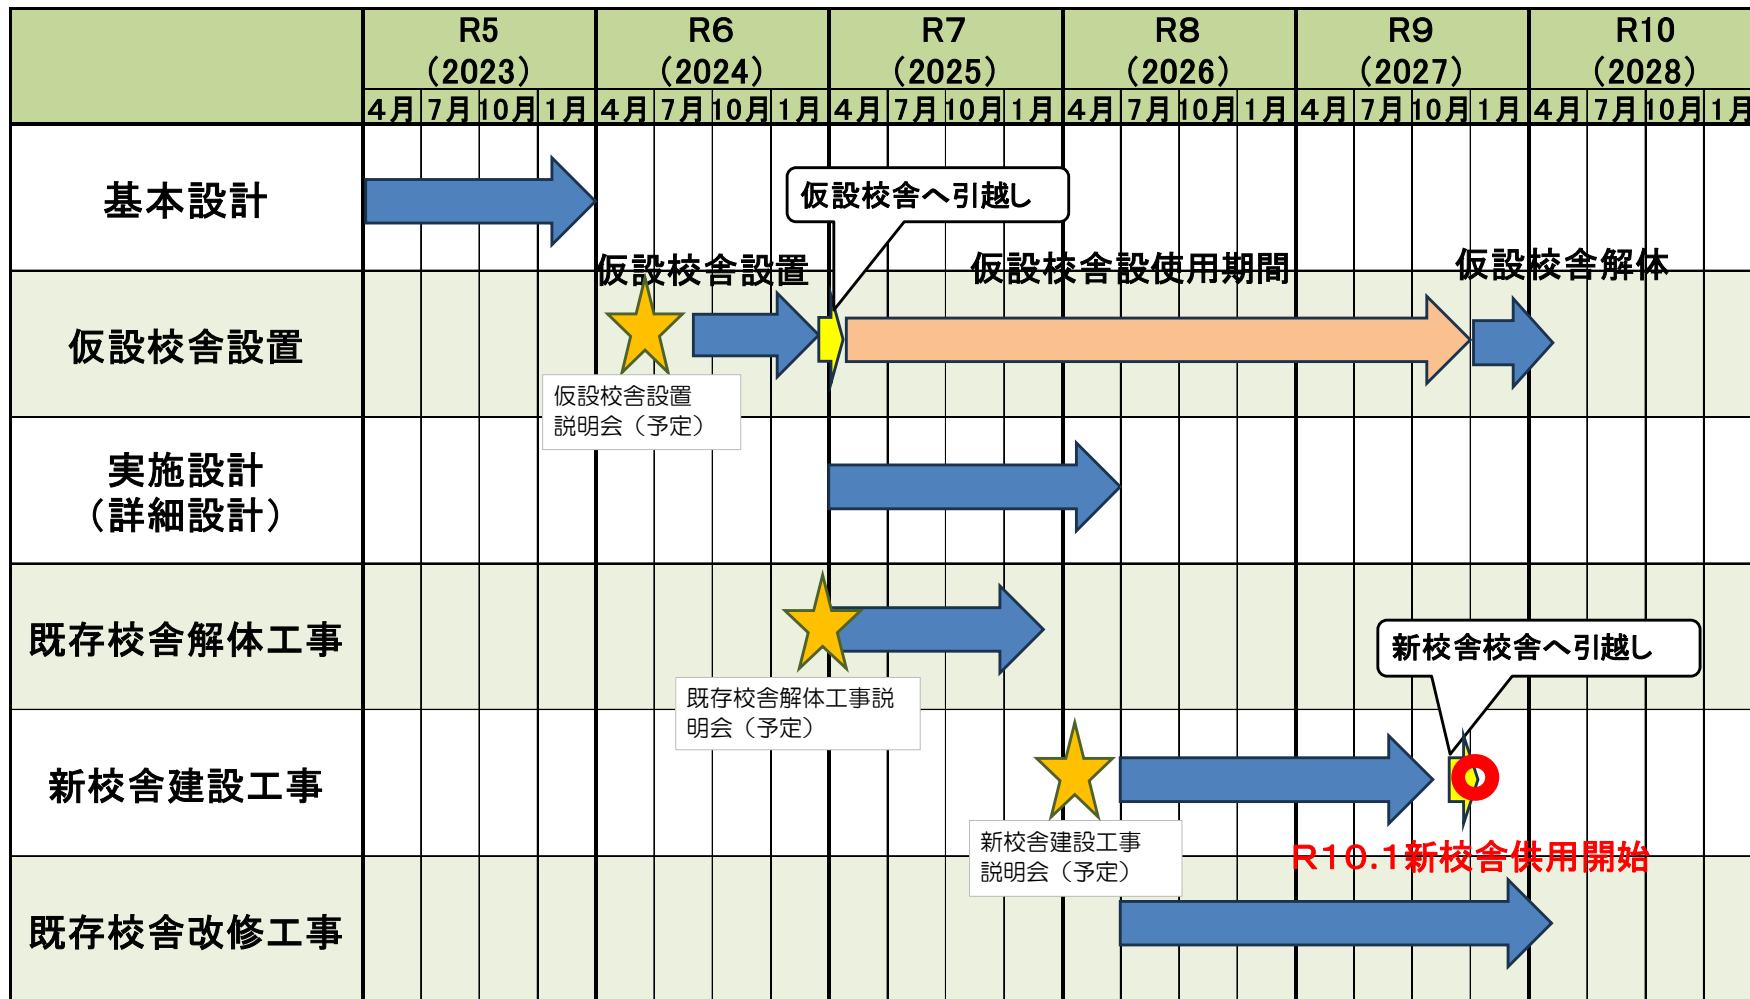 R5 R6 R7 R8 R9 R10
（2023） （2024） （2025） （2026） （2027） （2028）
４月 ７月 10月 １月 ４月 ７月 10月 １月 ４月 ７月 10月 １月 ４月 ７月 10月 １月 ４月 ７月 10月 １月 ４月 ７月 10月 １月
基本設計
仮設校舎へ引越し
仮設校舎設置 仮設校舎設使用期間 仮設校舎解体
仮設校舎設置
仮設校舎設置
説明会（予定）
実施設計
（詳細設計）
既存校舎解体工事
新校舎校舎へ引越し
既存校舎解体工事説
明会（予定）
新校舎建設工事
新校舎建設工事
説明会（予定）
R10.1新校舎供用開始
既存校舎改修工事